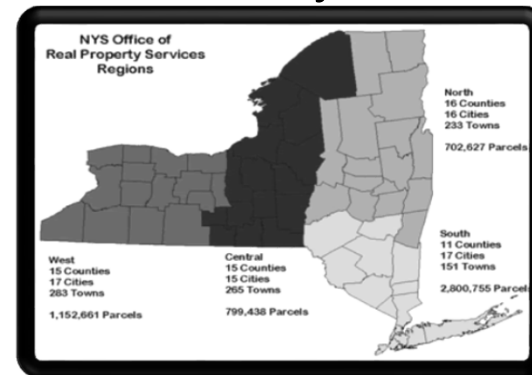 NYS Office of
Real Property Services
Regions
North
16 Counties
16 Cities
233 Towns
702,627 Parcels
South
11 Counties
17 Cities
151 Towns
2,800,755 Parcels
West
15 Counties
17 Cities
283 Towns
1,152,661 Parcels
Central
15 Counties
15 Cities
265 Towns
799,438 Parcels